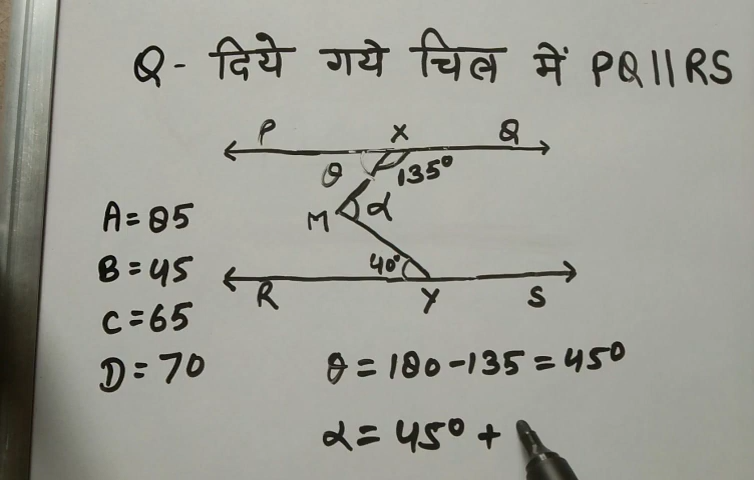 Q- दिये गये चित्र में PQ||RS
P X Q
θ 135°
M α
A=85
40°
B=45
R Y S
C=65
D=70
θ=180-135=45°
α=45°+